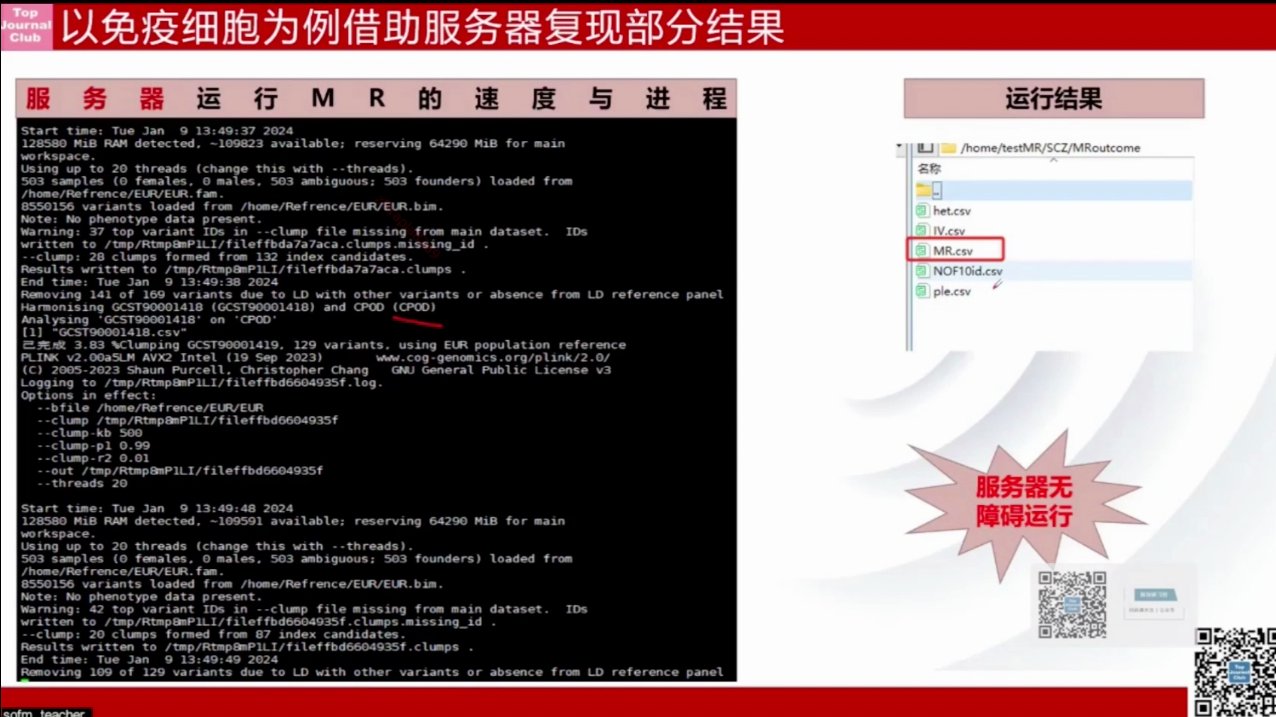 Top
Journal
Club
以免疫细胞为例借助服务器复现部分结果
服务器运行MR的速度与进程
Start time: Tue Jan  9 13:49:37 2024
128580 MiB RAM detected, ~109823 available; reserving 64290 MiB for main
workspace.
Using up to 20 threads (change this with --threads).
503 samples (0 females, 0 males, 503 ambiguous; 503 founders) loaded from
/home/Refrence/EUR/EUR.fam.
8550156 variants loaded from /home/Refrence/EUR/EUR.bim.
Note: No phenotype data present.
Warning: 37 top variant IDs in --clump file missing from main dataset.  IDs
written to /tmp/Rtmp8mP1LI/fileffbda7a7aca.clumps.missing_id .
--clump: 28 clumps formed from 132 index candidates.
Results written to /tmp/Rtmp8mP1LI/fileffbda7a7aca.clumps .
End time: Tue Jan  9 13:49:38 2024
Removing 141 of 169 variants due to LD with other variants or absence from LD reference panel
Harmonising GCST90001418 (GCST90001418) and CPOD (CPOD)
Analysing 'GCST90001418' on 'CPOD'
[1] "GCST90001418.csv"
已完成 3.83 %Clumping GCST90001419, 129 variants, using EUR population reference
PLINK v2.00a5LM AVX2 Intel (19 Sep 2023)      www.cog-genomics.org/plink/2.0/
(C) 2005-2023 Shaun Purcell, Christopher Chang   GNU General Public License v3
Logging to /tmp/Rtmp8mP1LI/fileffbd6604935f.log.
Options in effect:
--bfile /home/Refrence/EUR/EUR
--clump /tmp/Rtmp8mP1LI/fileffbd6604935f
--clump-kb 500
--clump-p1 0.99
--clump-r2 0.01
--out /tmp/Rtmp8mP1LI/fileffbd6604935f
--threads 20
Start time: Tue Jan  9 13:49:48 2024
128580 MiB RAM detected, ~109591 available; reserving 64290 MiB for main
workspace.
Using up to 20 threads (change this with --threads).
503 samples (0 females, 0 males, 503 ambiguous; 503 founders) loaded from
/home/Refrence/EUR/EUR.fam.
8550156 variants loaded from /home/Refrence/EUR/EUR.bim.
Note: No phenotype data present.
Warning: 42 top variant IDs in --clump file missing from main dataset.  IDs
written to /tmp/Rtmp8mP1LI/fileffbd6604935f.clumps.missing_id .
--clump: 20 clumps formed from 87 index candidates.
Results written to /tmp/Rtmp8mP1LI/fileffbd6604935f.clumps .
End time: Tue Jan  9 13:49:49 2024
Removing 109 of 129 variants due to LD with other variants or absence from LD reference panel
运行结果
/home/testMR/SCZ/MRoutcome
名称
..
het.csv
IV.csv
MR.csv
NOF10id.csv
ple.csv
服务器无
障碍运行
Top
Journal
Club
sofm_teacher